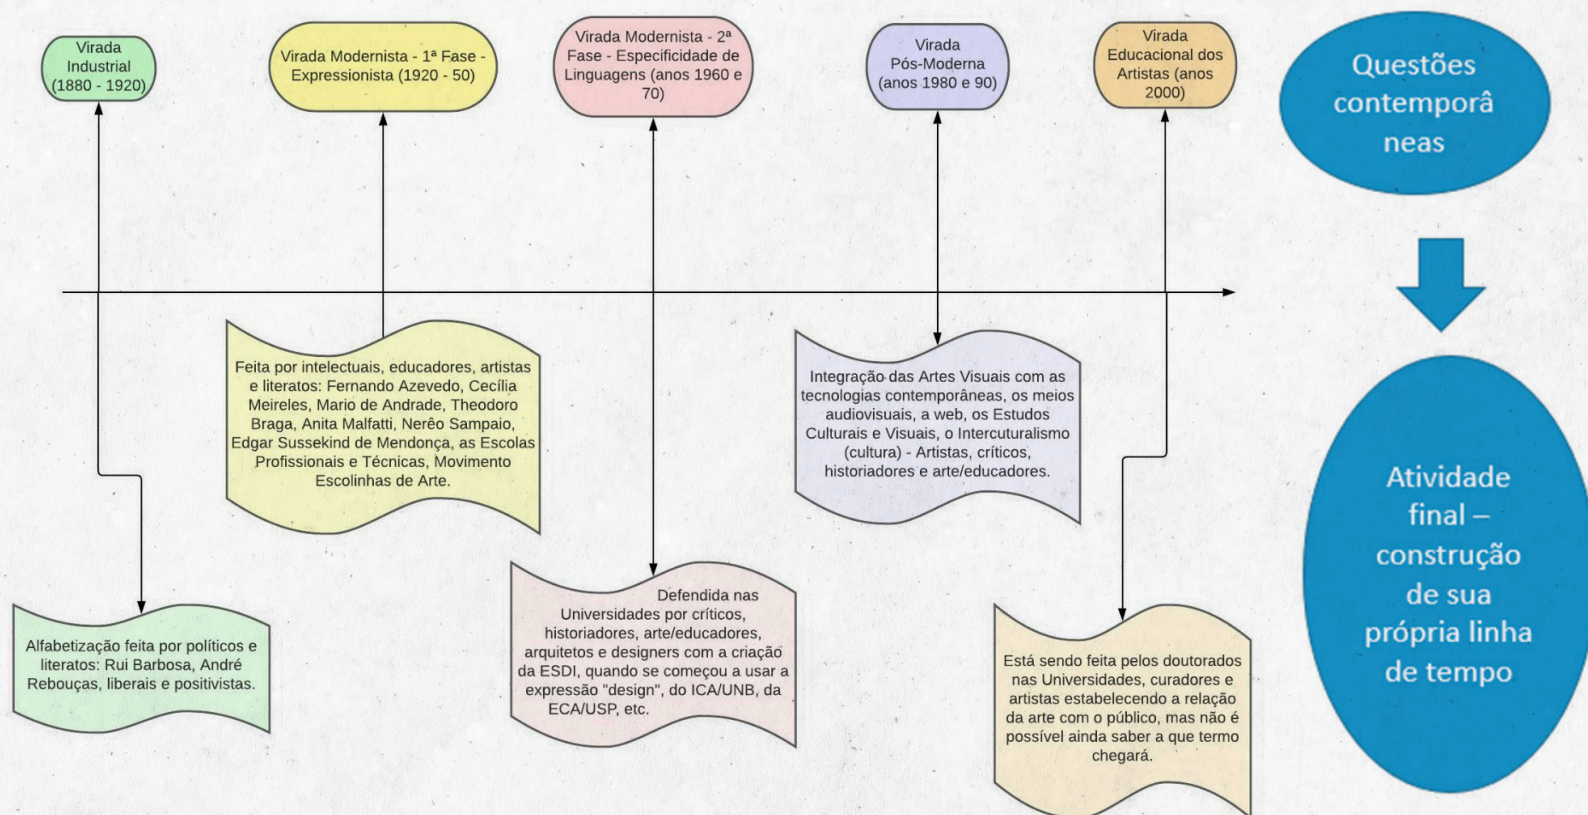 Virada
Industrial
(1880 - 1920)
Virada Modernista - 1ª Fase -
Expressionista (1920 - 50)
Virada Modernista - 2ª
Fase - Especificidade de
Linguagens (anos 1960 e
70)
Virada
Pós-Moderna
(anos 1980 e 90)
Virada
Educacional dos
Artistas (anos
2000)
Questões
contemporâ
neas
Feita por intelectuais, educadores, artistas
e literatos: Fernando Azevedo, Cecília
Meireles, Mario de Andrade, Theodoro
Braga, Anita Malfatti, Nerêo Sampaio,
Edgar Sussekind de Mendonça, as Escolas
Profissionais e Técnicas, Movimento
Escolinhas de Arte.
Integração das Artes Visuais com as
tecnologias contemporâneas, os meios
audiovisuais, a web, os Estudos
Culturais e Visuais, o Intercuturalismo
(cultura) - Artistas, críticos,
historiadores e arte/educadores.
Alfabetização feita por políticos e
literatos: Rui Barbosa, André
Rebouças, liberais e positivistas.
Defendida nas
Universidades por críticos,
historiadores, arte/educadores,
arquitetos e designers com a criação
da ESDI, quando se começou a usar a
expressão "design", do ICA/UNB, da
ECA/USP, etc.
Está sendo feita pelos doutorados
nas Universidades, curadores e
artistas estabelecendo a relação
da arte com o público, mas não é
possível ainda saber a que termo
chegará.
Atividade
final –
construção
de sua
própria linha
de tempo